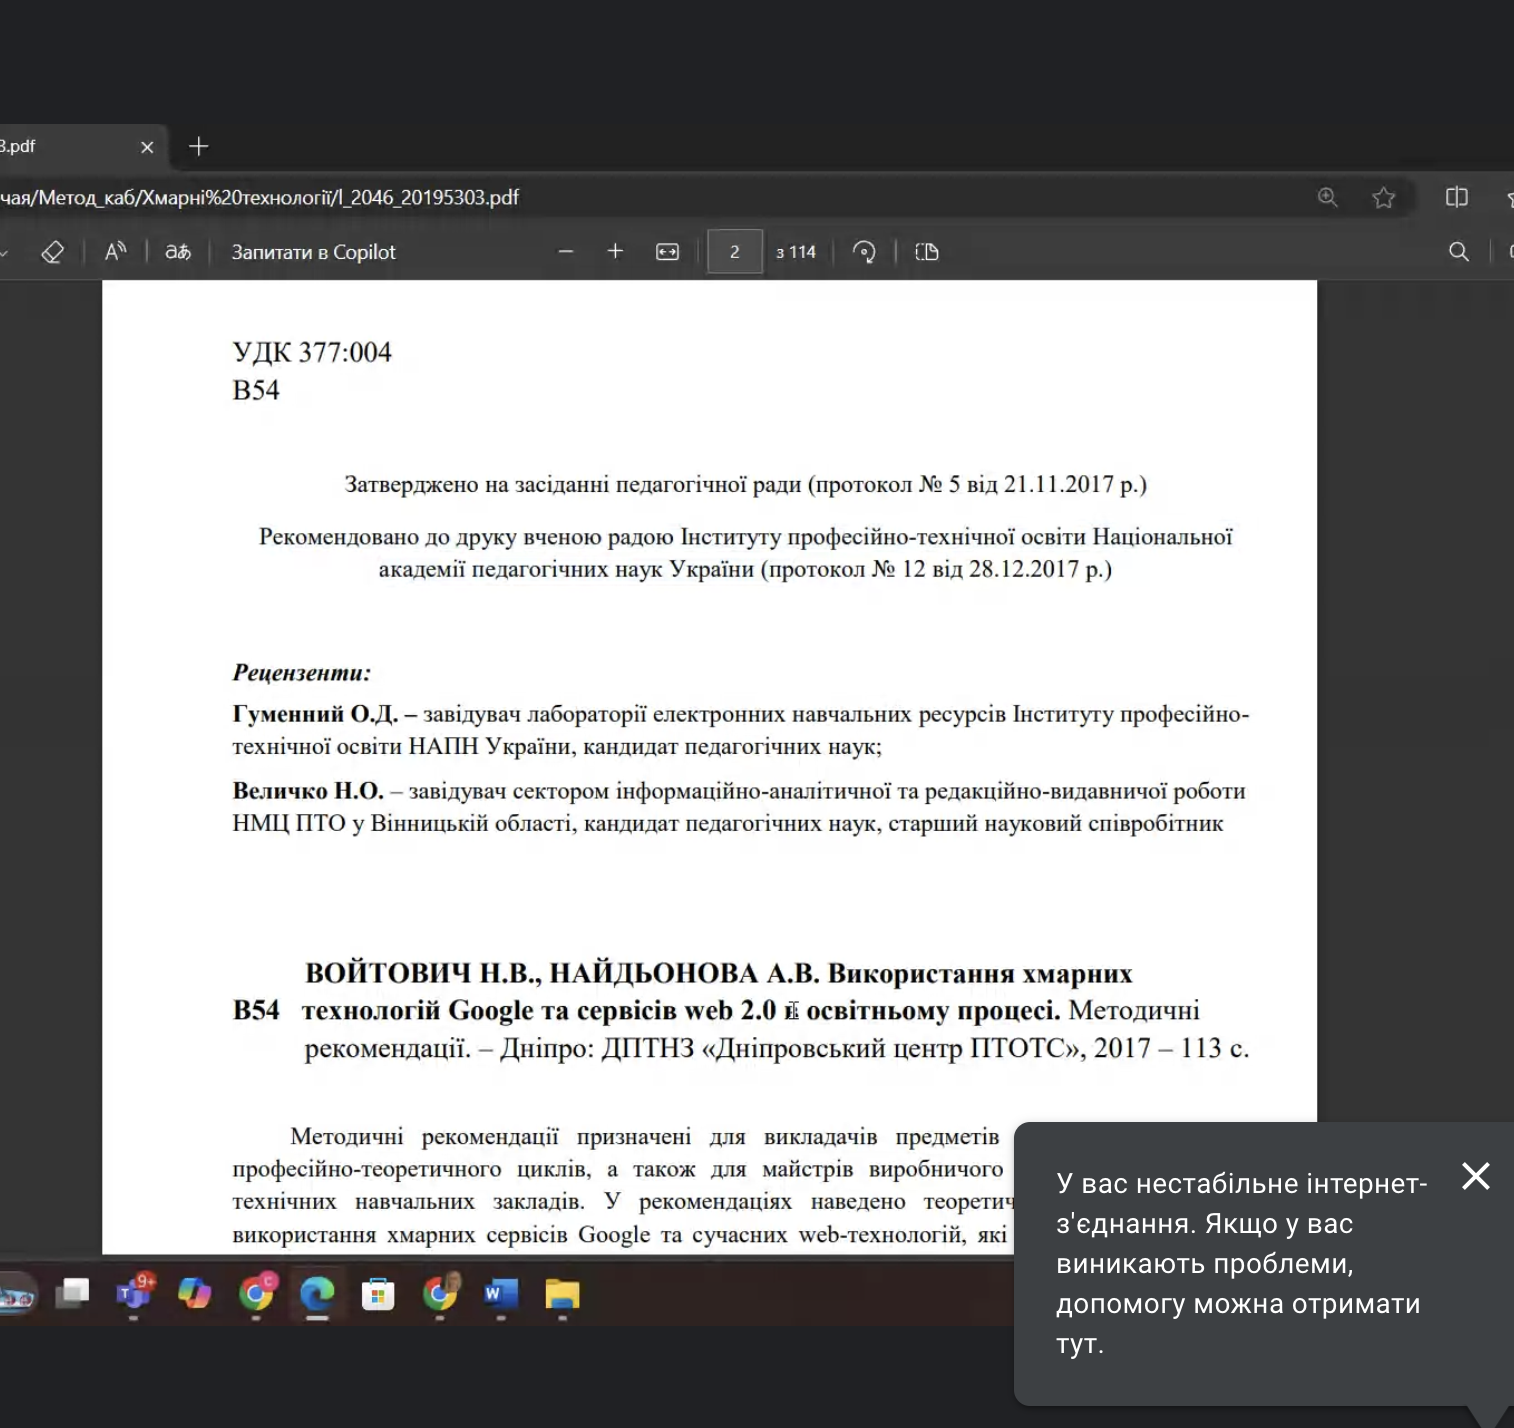 3.pdf
чая/Метод_каб/Хмарні%20технології/l_2046_20195303.pdf
Запитати в Copilot
2
з 114
УДК 377:004
В54
Затверджено на засіданні педагогічної ради (протокол № 5 від 21.11.2017 р.)
Рекомендовано до друку вченою радою Інституту професійно-технічної освіти Національної
академії педагогічних наук України (протокол № 12 від 28.12.2017 р.)
Рецензенти:
Гуменний О.Д. – завідувач лабораторії електронних навчальних ресурсів Інституту професійно-
технічної освіти НАПН України, кандидат педагогічних наук;
Величко Н.О. – завідувач сектором інформаційно-аналітичної та редакційно-видавничої роботи
НМЦ ПТО у Вінницькій області, кандидат педагогічних наук, старший науковий співробітник
ВОЙТОВИЧ Н.В., НАЙДЬОНОВА А.В. Використання хмарних
В54 технологій Google та сервісів web 2.0 в освітньому процесі. Методичні
рекомендації. – Дніпро: ДПТНЗ «Дніпровський центр ПТОТС», 2017 – 113 с.
Методичні рекомендації призначені для викладачів предметів
професійно-теоретичного циклів, а також для майстрів виробничого
технічних навчальних закладів. У рекомендаціях наведено теоретич
використання хмарних сервісів Google та сучасних web-технологій, які
У вас нестабільне інтернет-
з'єднання. Якщо у вас
виникають проблеми,
допомогу можна отримати
тут.
9+